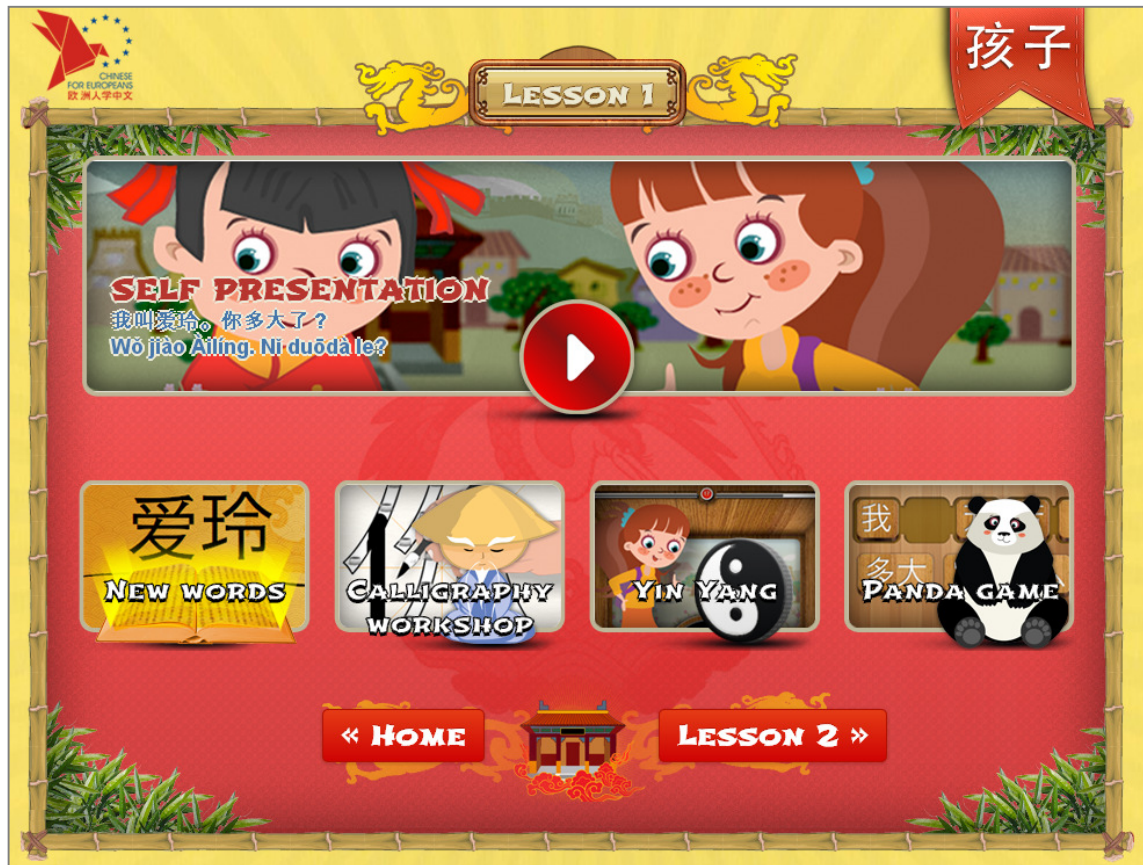 CHINESE
FOR EUROPEANS
欧洲人学中文
LESSON 1
孩子
SELF PRESENTATION
我叫爱玲。你多大了？
Wǒ jiào Àilíng. Nǐ duōdà le?
爱玲
NEW WORDS
CALLIGRAPHY
WORKSHOP
YIN YANG
我
多大
PANDA GAME
« HOME
LESSON 2 »